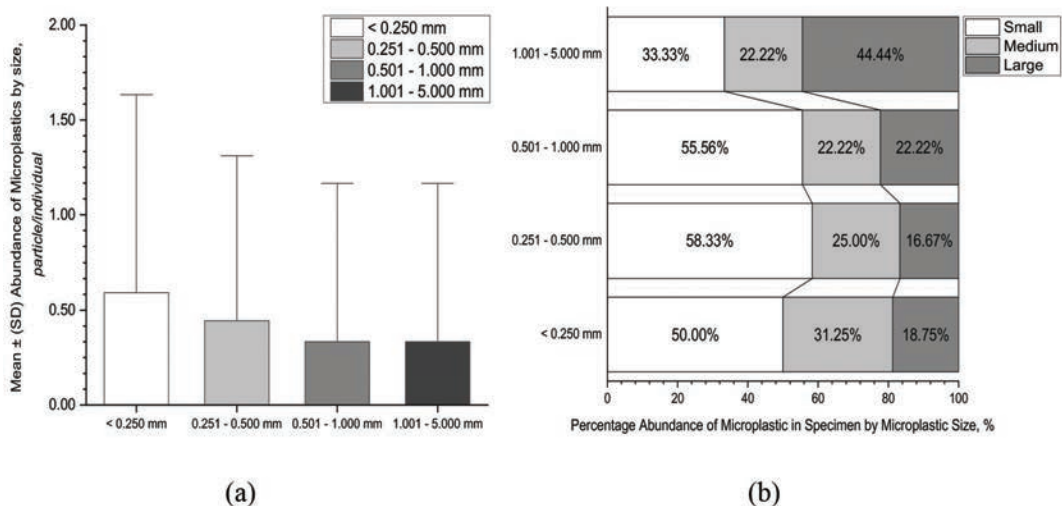 Mean ± (SD) Abundance of Microplastics by size,
particle/individual
2.00
1.50
1.00
0.50
0.00
< 0.250 mm
0.251 - 0.500 mm
0.501 - 1.000 mm
1.001 - 5.000 mm
< 0.250 mm
0.251 - 0.500 mm
0.501 - 1.000 mm
1.001 - 5.000 mm
(a)
Small
Medium
Large
1.001 - 5.000 mm
33.33%
22.22%
44.44%
0.501 - 1.000 mm
55.56%
22.22%
22.22%
0.251 - 0.500 mm
58.33%
25.00%
16.67%
< 0.250 mm
50.00%
31.25%
18.75%
0
20
40
60
80
100
Percentage Abundance of Microplastic in Specimen by Microplastic Size, %
(b)